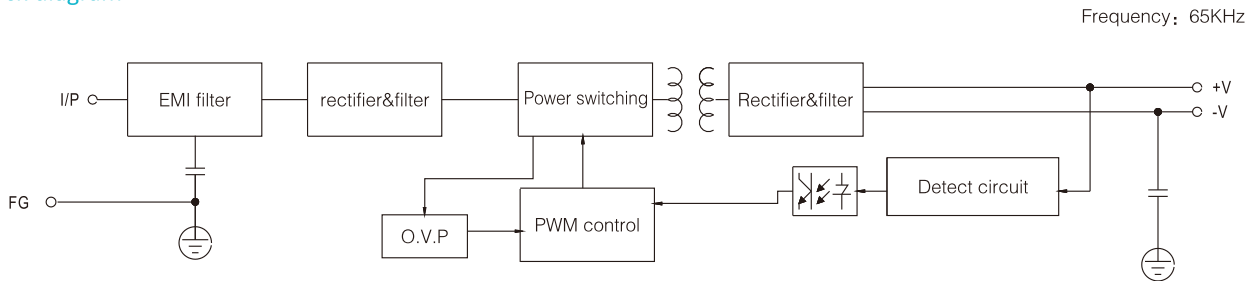 Frequency：65KHz
I/P
EMI filter
rectifier&filter
Power switching
Rectifier&filter
+V
-V
FG
O.V.P
PWM control
Detect circuit